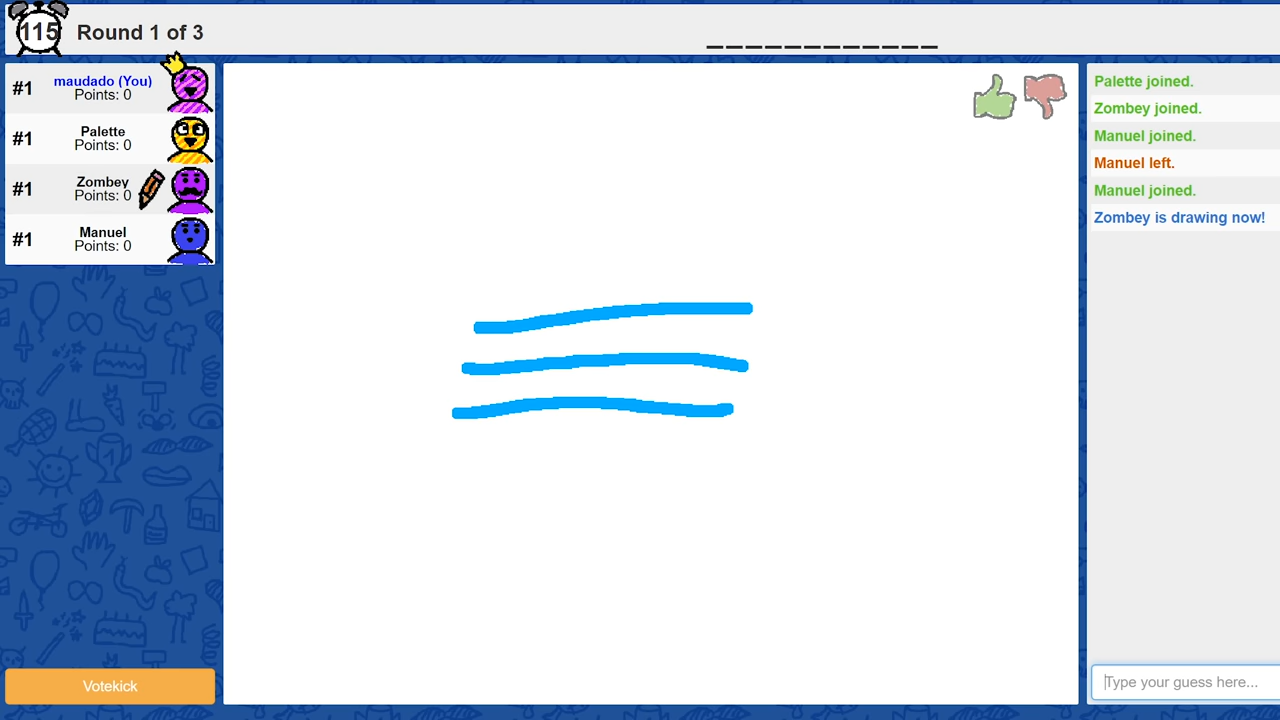 115 Round 1 of 3
____________
#1 maudado (You)
Points: 0
#1 Palette
Points: 0
#1 Zombey
Points: 0
#1 Manuel
Points: 0
Votekick
Palette joined.
Zombey joined.
Manuel joined.
Manuel left.
Manuel joined.
Zombey is drawing now!
Type your guess here...